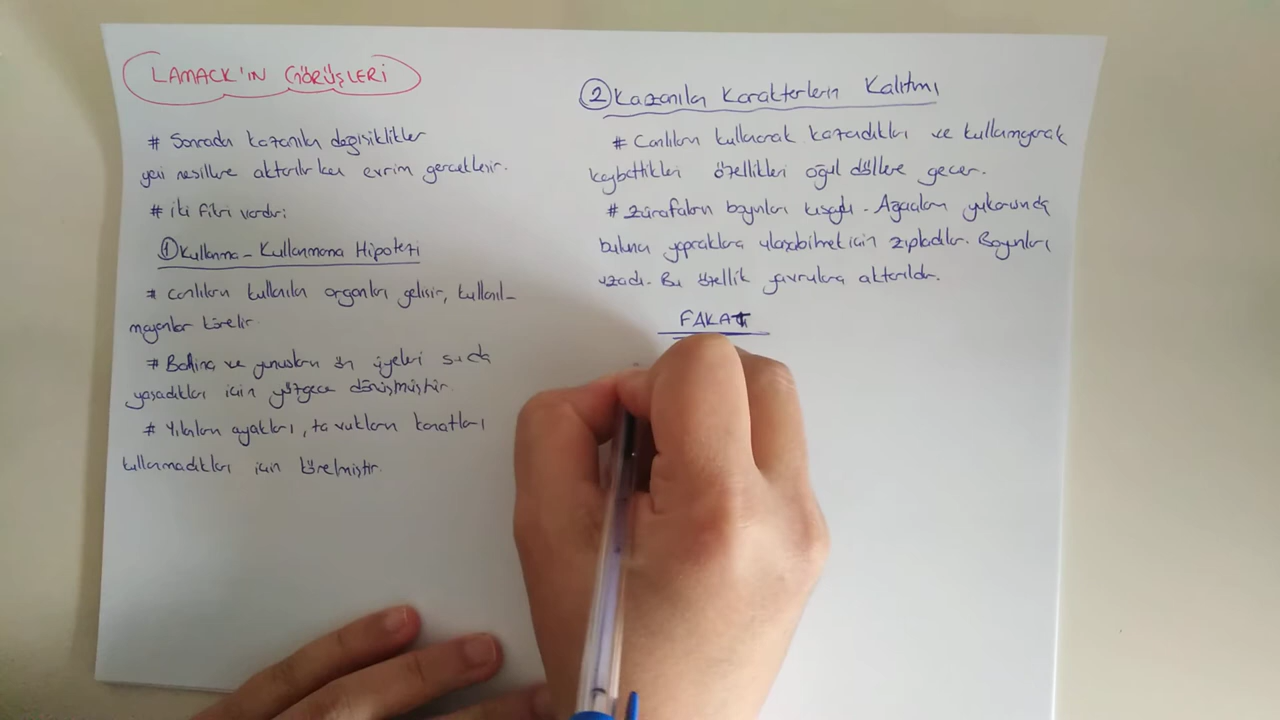 LAMACK'IN GÖRÜŞLERİ
# Sonradan kazanılan değişiklikler
yeni nesillere aktarılırken evrim gerçekleşir.
# iki fikri vardır:
① Kullanma - Kullanmama Hipotezi
# Canlıların kullanılan organları gelişir, kullanıl-
mayanlar körelir.
# Balina ve yunusların ön üyeleri suda
yaşadıkları için yüzgece dönüşmüştür.
# Yılanların ayakları, tavukların kanatları
kullanmadıkları için körelmiştir.
② Kazanılan Karakterlerin Kalıtımı
# Canlıların kullanarak kazandıkları ve kullanmayarak
kaybettikleri özellikleri oğul döllere geçer.
# Zürafaların boyunları kısaydı. Ağaçların yukarısında
bulunan yapraklara ulaşabilmek için zıpladılar. Boyunları
uzadı. Bu özellik yavrulara aktarıldı.
FAKAT